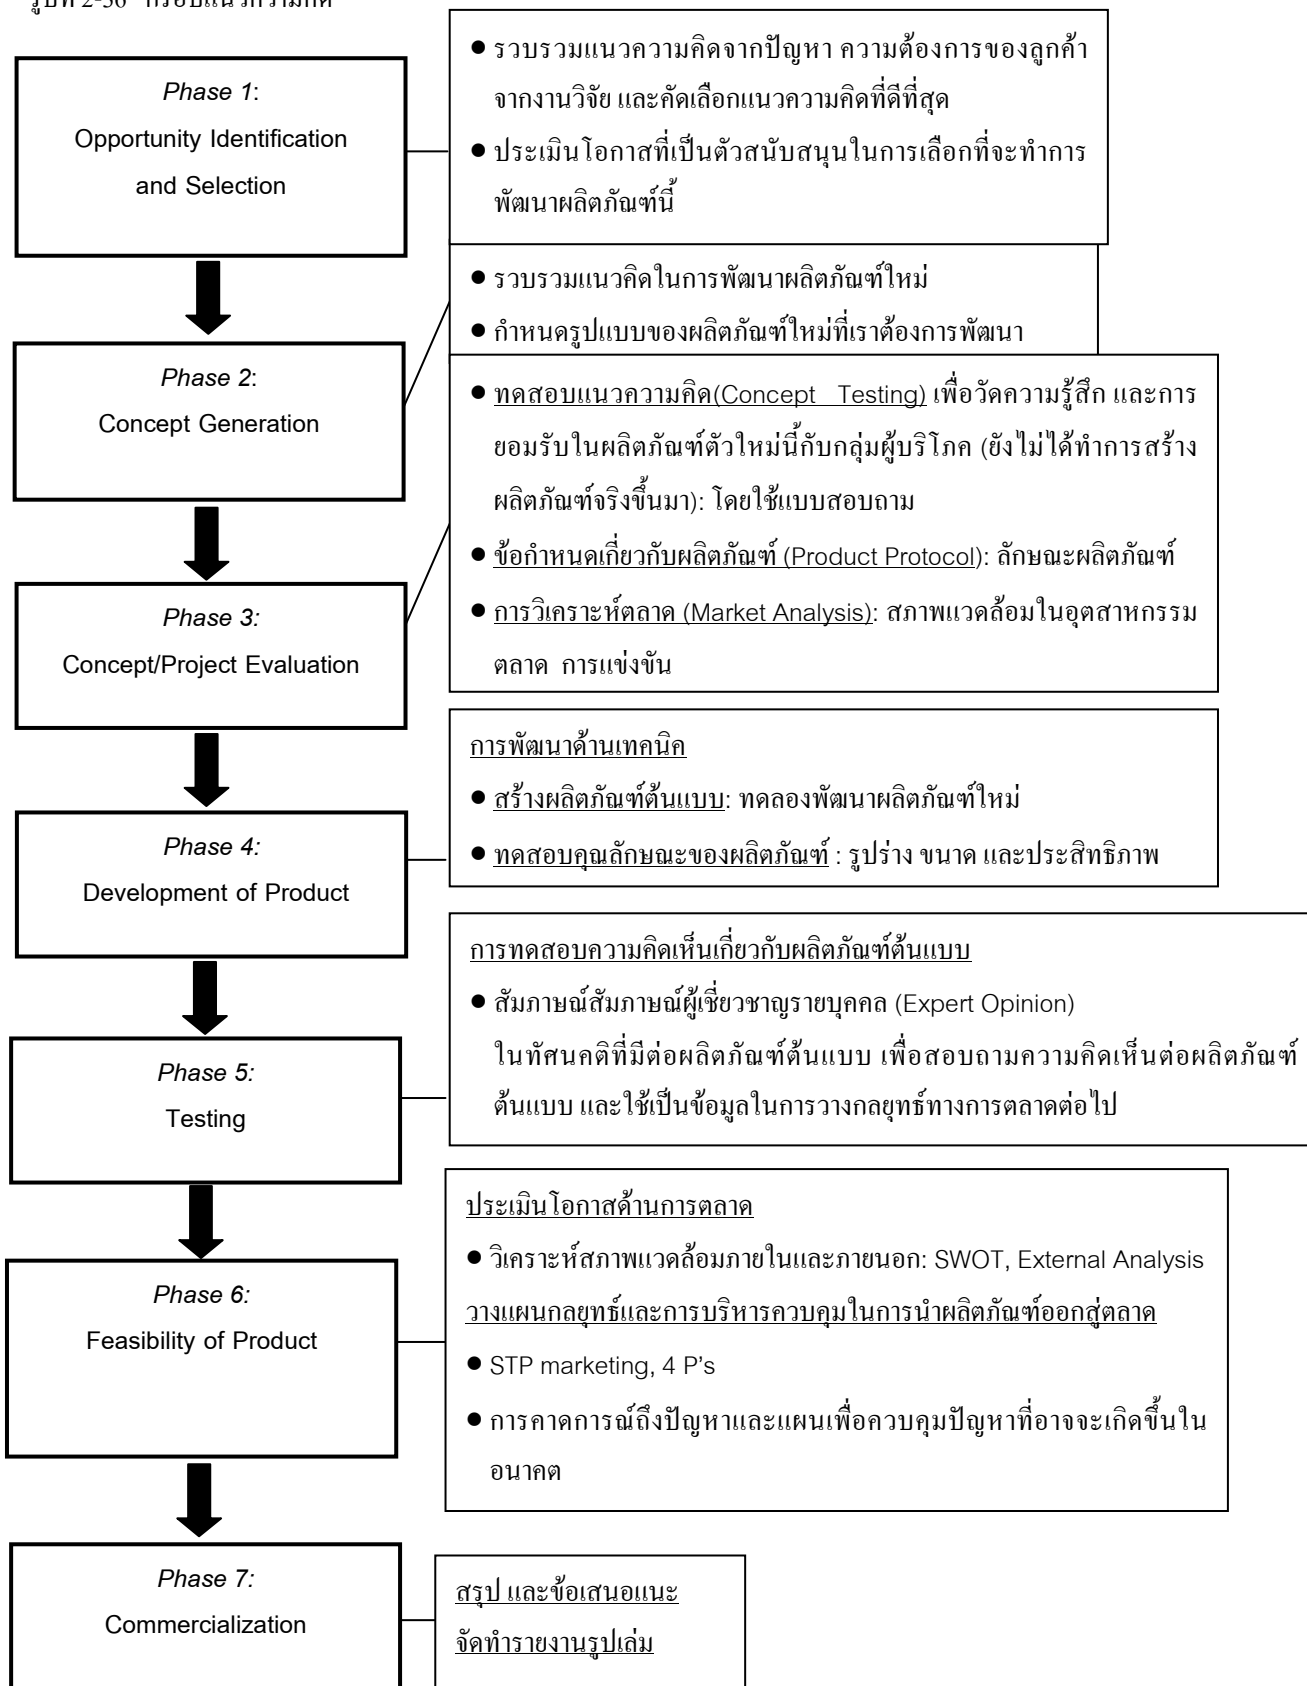 รูปที่ 2-36 กรอบแนวความคิด
Phase 1:
Opportunity Identification
and Selection
● รวบรวมแนวความคิดจากปัญหา ความต้องการของลูกค้า
จากงานวิจัย และคัดเลือกแนวความคิดที่ดีที่สุด
● ประเมินโอกาสที่เป็นตัวสนับสนุนในการเลือกที่จะทำการ
พัฒนาผลิตภัณฑ์นี้
Phase 2:
Concept Generation
● รวบรวมแนวคิดในการพัฒนาผลิตภัณฑ์ใหม่
● กำหนดรูปแบบของผลิตภัณฑ์ใหม่ที่เราต้องการพัฒนา
Phase 3:
Concept/Project Evaluation
● ทดสอบแนวความคิด(Concept Testing) เพื่อวัดความรู้สึก และการ
ยอมรับในผลิตภัณฑ์ตัวใหม่นี้กับกลุ่มผู้บริโภค (ยังไม่ได้ทำการสร้าง
ผลิตภัณฑ์จริงขึ้นมา): โดยใช้แบบสอบถาม
● ข้อกำหนดเกี่ยวกับผลิตภัณฑ์ (Product Protocol): ลักษณะผลิตภัณฑ์
● การวิเคราะห์ตลาด (Market Analysis): สภาพแวดล้อมในอุตสาหกรรม
ตลาด การแข่งขัน
Phase 4:
Development of Product
การพัฒนาด้านเทคนิค
● สร้างผลิตภัณฑ์ต้นแบบ: ทดลองพัฒนาผลิตภัณฑ์ใหม่
● ทดสอบคุณลักษณะของผลิตภัณฑ์ : รูปร่าง ขนาด และประสิทธิภาพ
Phase 5:
Testing
การทดสอบความคิดเห็นเกี่ยวกับผลิตภัณฑ์ต้นแบบ
● สัมภาษณ์สัมภาษณ์ผู้เชี่ยวชาญรายบุคคล (Expert Opinion)
ในทัศนคติที่มีต่อผลิตภัณฑ์ต้นแบบ เพื่อสอบถามความคิดเห็นต่อผลิตภัณฑ์
ต้นแบบ และใช้เป็นข้อมูลในการวางกลยุทธ์ทางการตลาดต่อไป
Phase 6:
Feasibility of Product
ประเมินโอกาสด้านการตลาด
● วิเคราะห์สภาพแวดล้อมภายในและภายนอก: SWOT, External Analysis
วางแผนกลยุทธ์และการบริหารควบคุมในการนำผลิตภัณฑ์ออกสู่ตลาด
● STP marketing, 4 P's
● การคาดการณ์ถึงปัญหาและแผนเพื่อควบคุมปัญหาที่อาจจะเกิดขึ้นใน
อนาคต
Phase 7:
Commercialization
สรุป และข้อเสนอแนะ
จัดทำรายงานรูปเล่ม